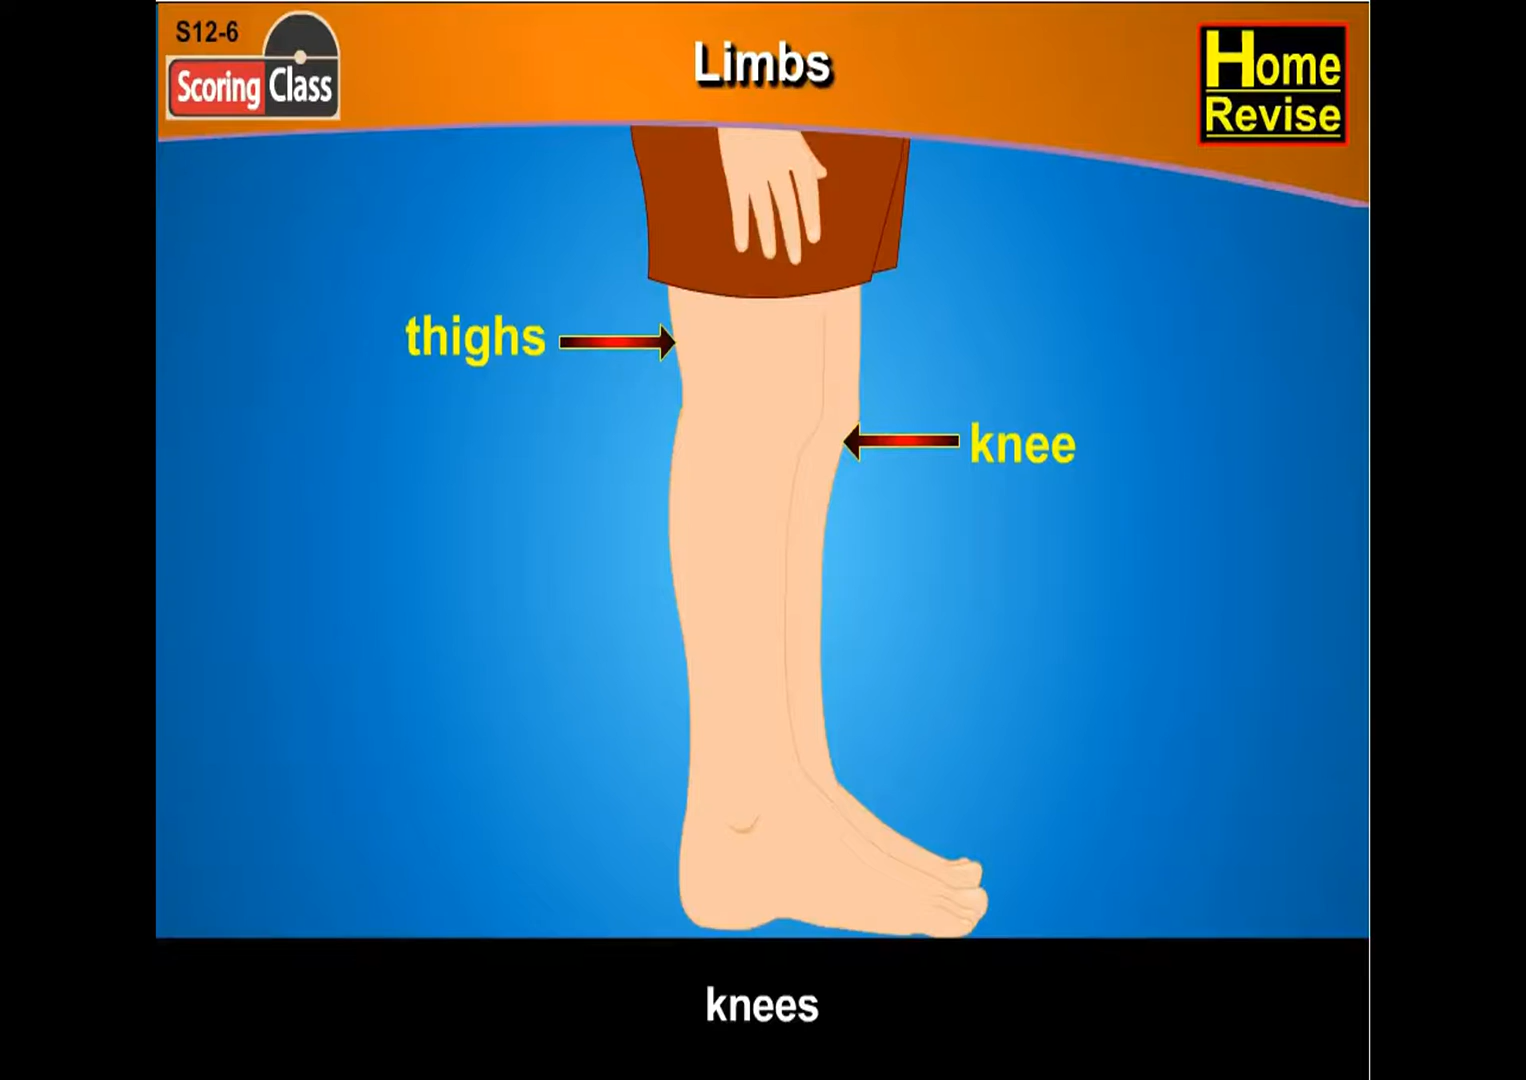 S12-6
Scoring Class
Limbs
Home
Revise
thighs
knee
knees